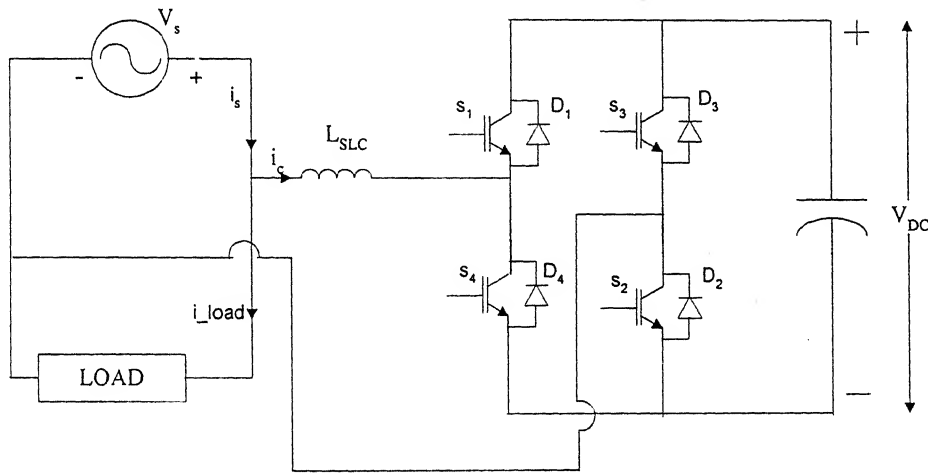 V_s
- +
i_s
L_SLC
i_c
s_1 D_1
s_3 D_3
+
V_DC
s_4 D_4
s_2 D_2
i_load
LOAD
-